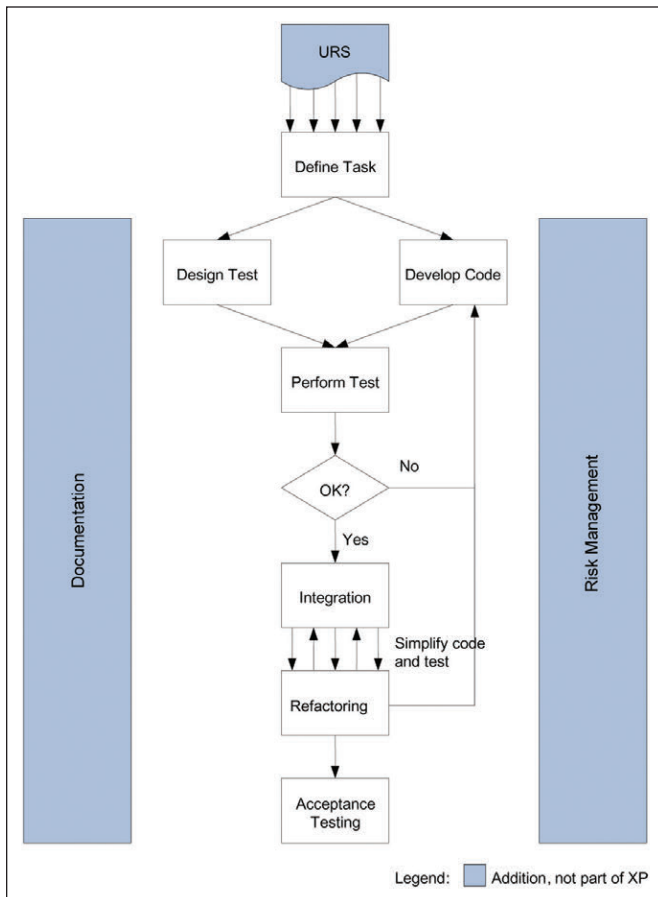 URS
Define Task
Design Test
Develop Code
Perform Test
No
OK?
Yes
Documentation
Risk Management
Integration
Simplify code
and test
Refactoring
Acceptance
Testing
Legend:
Addition, not part of XP